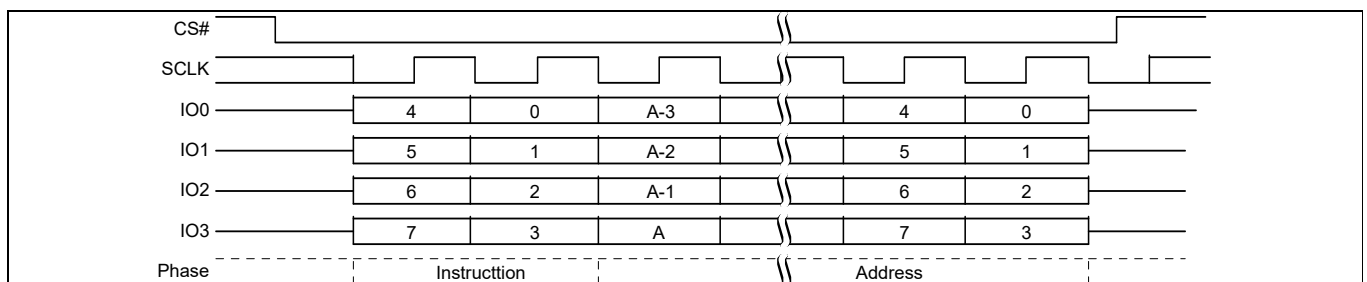 CS#
SCLK
IO0 4 0 A-3 4 0
IO1 5 1 A-2 5 1
IO2 6 2 A-1 6 2
IO3 7 3 A 7 3
Phase Instructtion Address